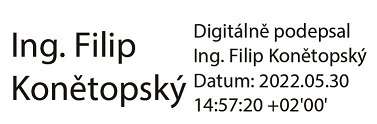 Ing. Filip
Konětopský
Digitálně podepsal
Ing. Filip Konětopský
Datum: 2022.05.30
14:57:20 +02'00'